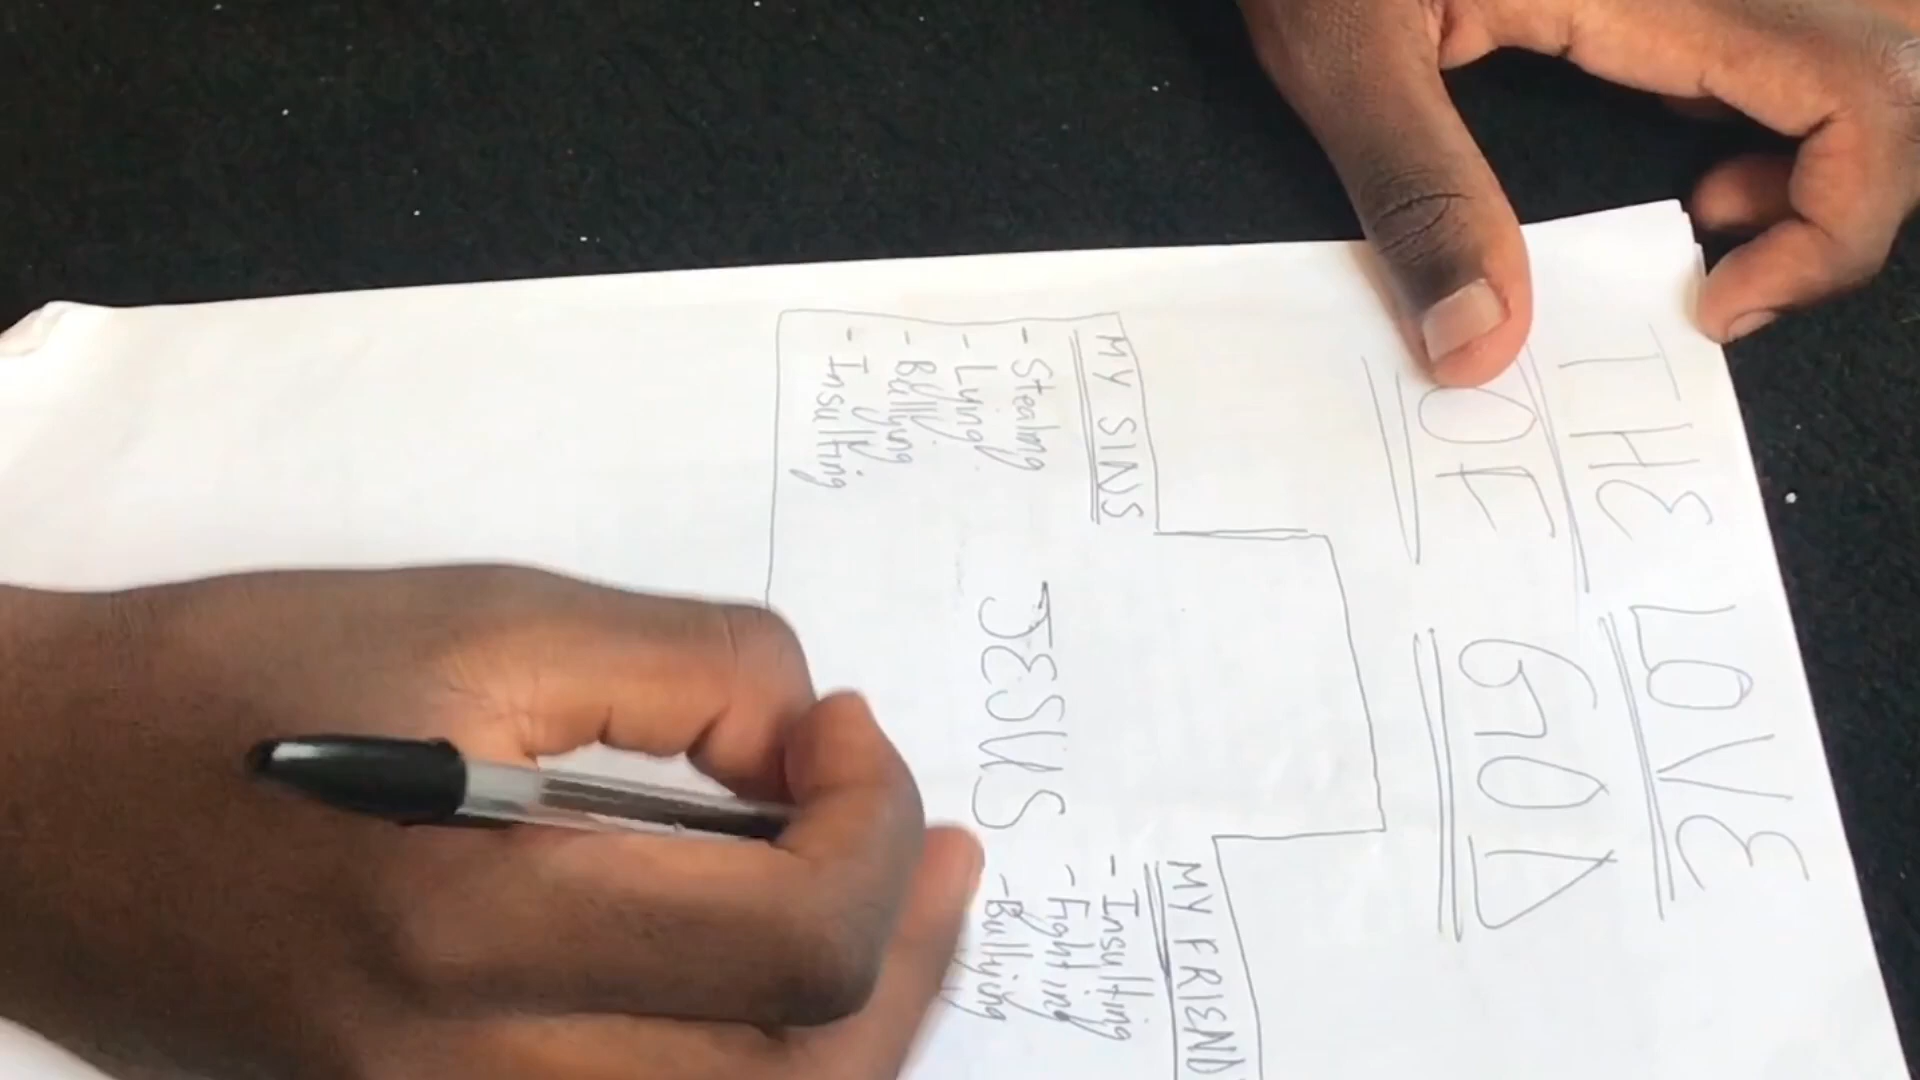 THE LOVE
OF GOD
MY SINS
- Stealing
- Lying
- Bullying
- Insulting
JESUS
MY FRIEND
- Insulting
- Fighting
- Bullying